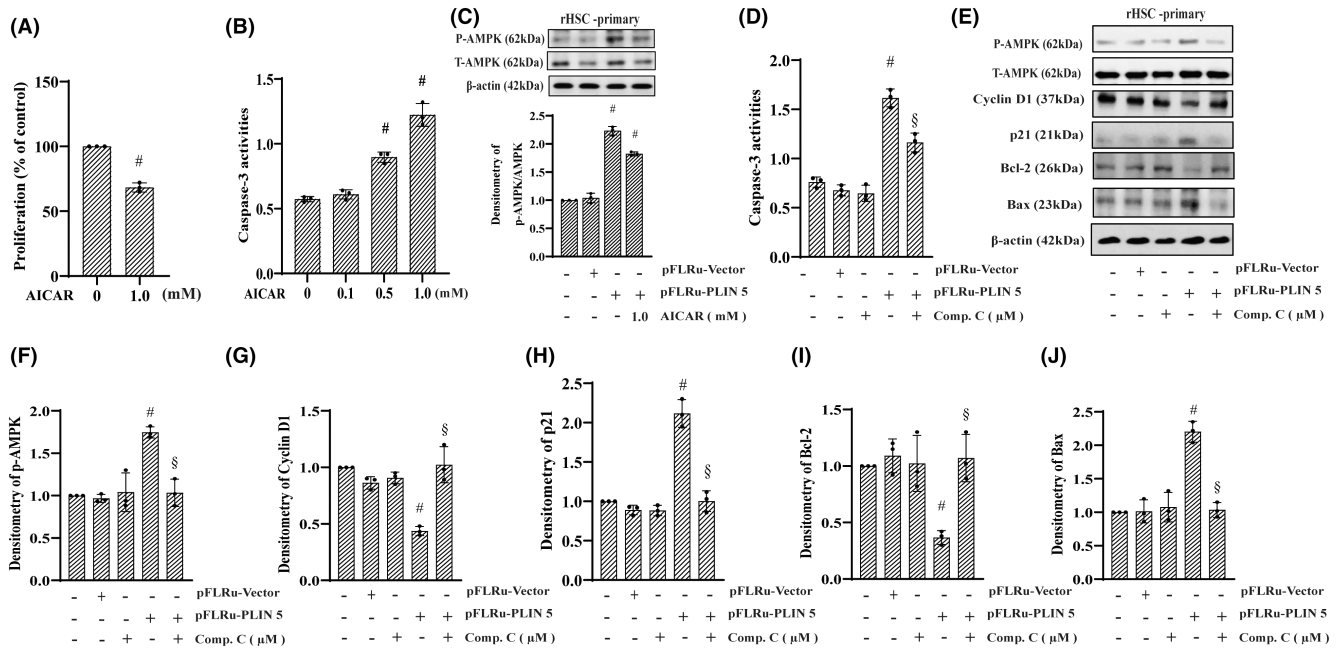 (A)
Proliferation (% of control)
150
100
50
0
#
AICAR 0 1.0 (mM)
(B)
Caspase-3 activities
1.5
1.0
0.5
0.0
#
#
AICAR 0 0.1 0.5 1.0 (mM)
(C)
rHSC -primary
P-AMPK (62kDa)
T-AMPK (62kDa)
β-actin (42kDa)
Densitometry of
p-AMPK/AMPK
2.5
2.0
1.5
1.0
0.5
0.0
#
#
- + - - pFLRu-Vector
- - + + pFLRu-PLIN 5
- - - 1.0 AICAR ( mM )
(D)
Caspase-3 activities
2.0
1.5
1.0
0.5
0.0
#
§
- + - - - pFLRu-Vector
- - - + + pFLRu-PLIN 5
- - + - + Comp. C ( µM )
(E)
rHSC -primary
P-AMPK (62kDa)
T-AMPK (62kDa)
Cyclin D1 (37kDa)
p21 (21kDa)
Bcl-2 (26kDa)
Bax (23kDa)
β-actin (42kDa)
- + - - - pFLRu-Vector
- - - + + pFLRu-PLIN 5
- - + - + Comp. C ( µM )
(F)
Densitometry of p-AMPK
2.0
1.5
1.0
0.5
0.0
#
§
- + - - - pFLRu-Vector
- - - + + pFLRu-PLIN 5
- - + - + Comp. C ( µM )
(G)
Densitometry of Cyclin D1
1.5
1.0
0.5
0.0
#
§
- + - - - pFLRu-Vector
- - - + + pFLRu-PLIN 5
- - + - + Comp. C ( µM )
(H)
Densitometry of p21
2.5
2.0
1.5
1.0
0.5
0.0
#
§
- + - - - pFLRu-Vector
- - - + + pFLRu-PLIN 5
- - + - + Comp. C ( µM )
(I)
Densitometry of Bcl-2
1.5
1.0
0.5
0.0
#
§
- + - - - pFLRu-Vector
- - - + + pFLRu-PLIN 5
- - + - + Comp. C ( µM )
(J)
Densitometry of Bax
2.5
2.0
1.5
1.0
0.5
0.0
#
§
- + - - - pFLRu-Vector
- - - + + pFLRu-PLIN 5
- - + - + Comp. C ( µM )